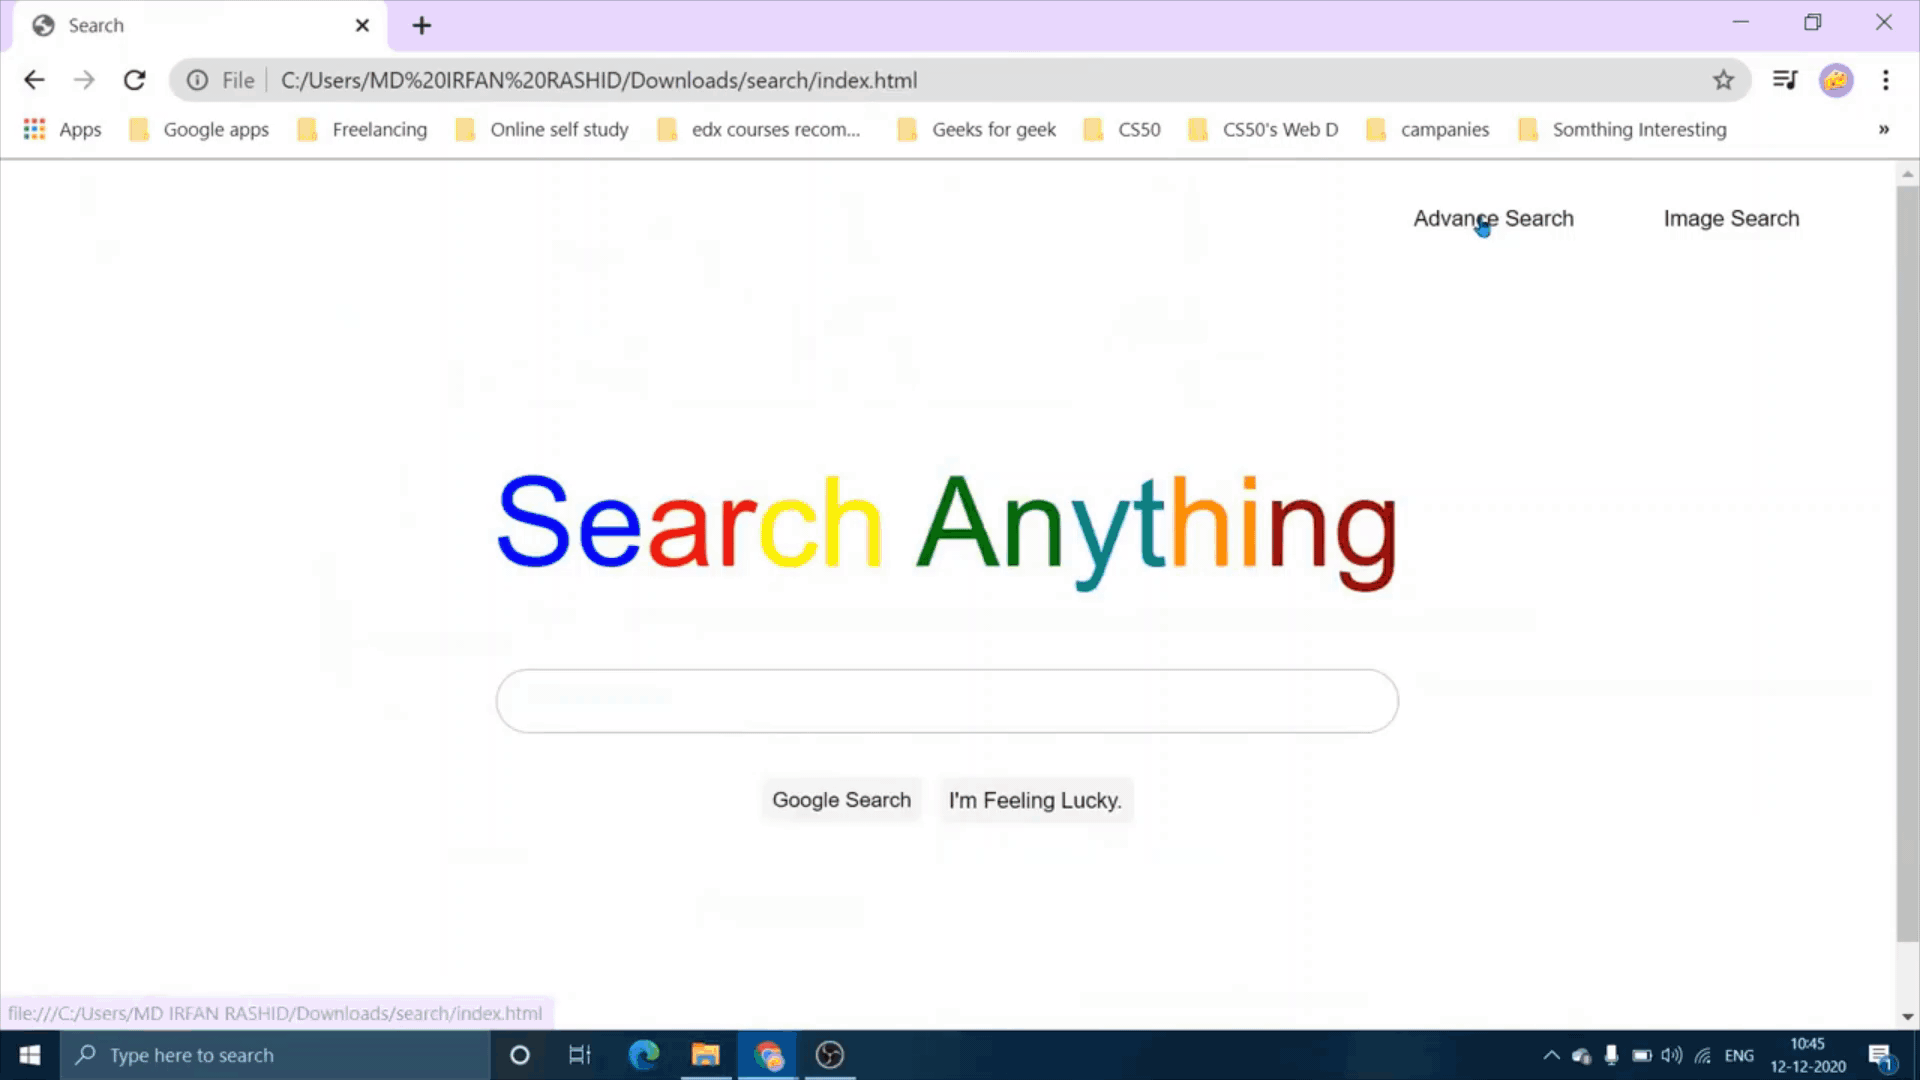 Search
File
C:/Users/MD%20IRFAN%20RASHID/Downloads/search/index.html
Apps
Google apps
Freelancing
Online self study
edx courses recom...
Geeks for geek
CS50
CS50's Web D
campanies
Somthing Interesting
»
Advance Search
Image Search
Search Anything
Google Search
I'm Feeling Lucky.
file:///C:/Users/MD IRFAN RASHID/Downloads/search/index.html
Type here to search
ENG
10:45
12-12-2020
1